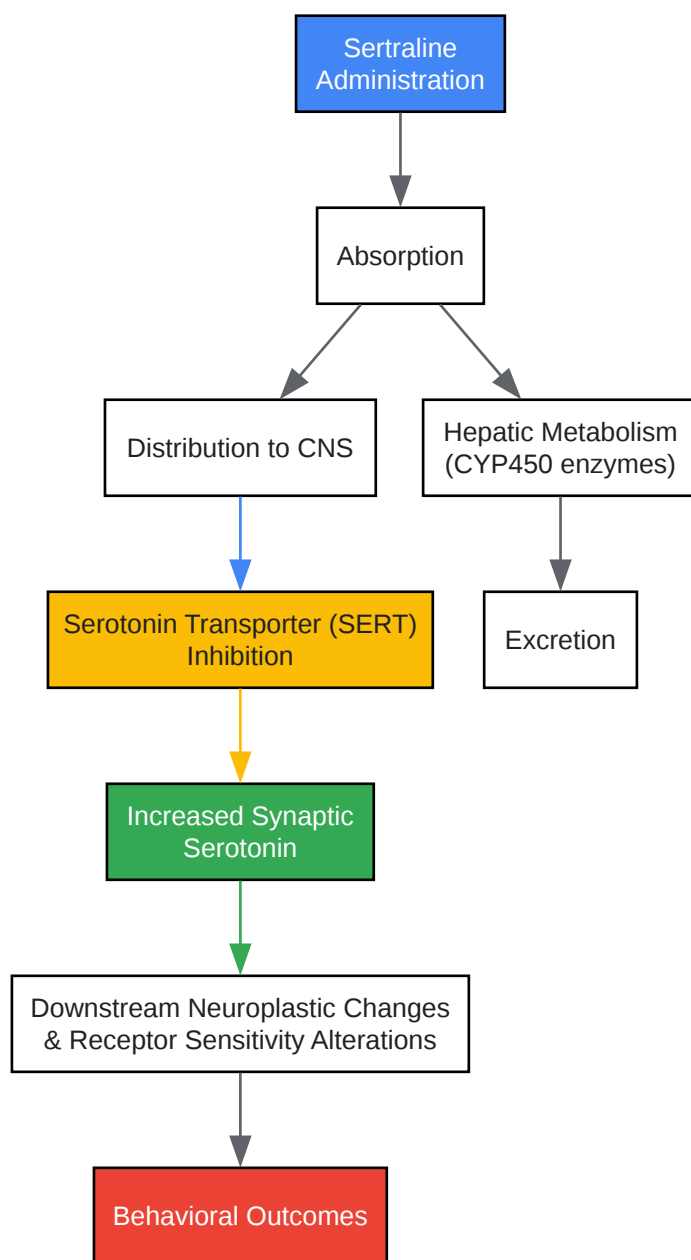 Sertraline
Administration
Absorption
Distribution to CNS
Hepatic Metabolism
(CYP450 enzymes)
Serotonin Transporter (SERT)
Inhibition
Excretion
Increased Synaptic
Serotonin
Downstream Neuroplastic Changes
& Receptor Sensitivity Alterations
Behavioral Outcomes